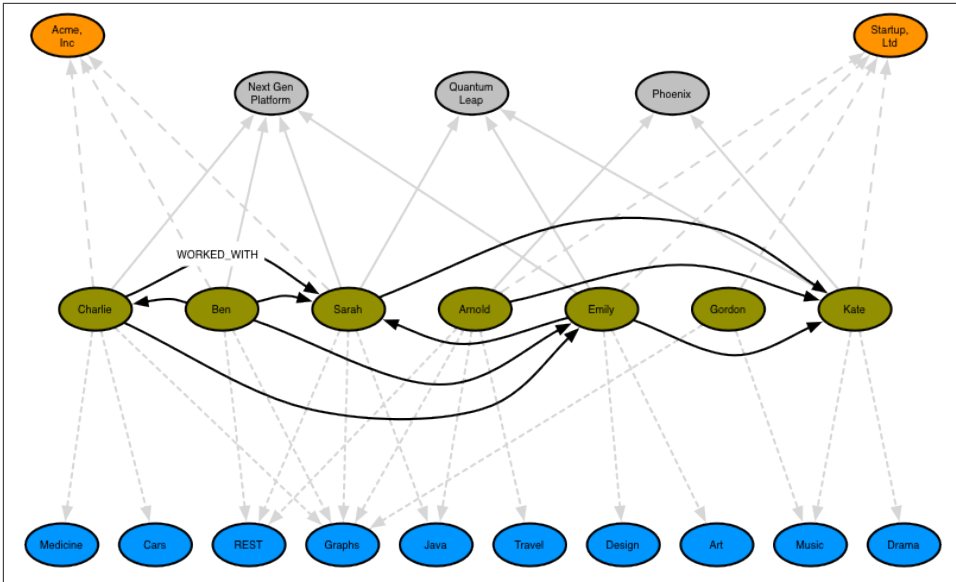 Acme,
Inc
Startup,
Ltd
Next Gen
Platform
Quantum
Leap
Phoenix
WORKED_WITH
Charlie
Ben
Sarah
Arnold
Emily
Gordon
Kate
Medicine
Cars
REST
Graphs
Java
Travel
Design
Art
Music
Drama